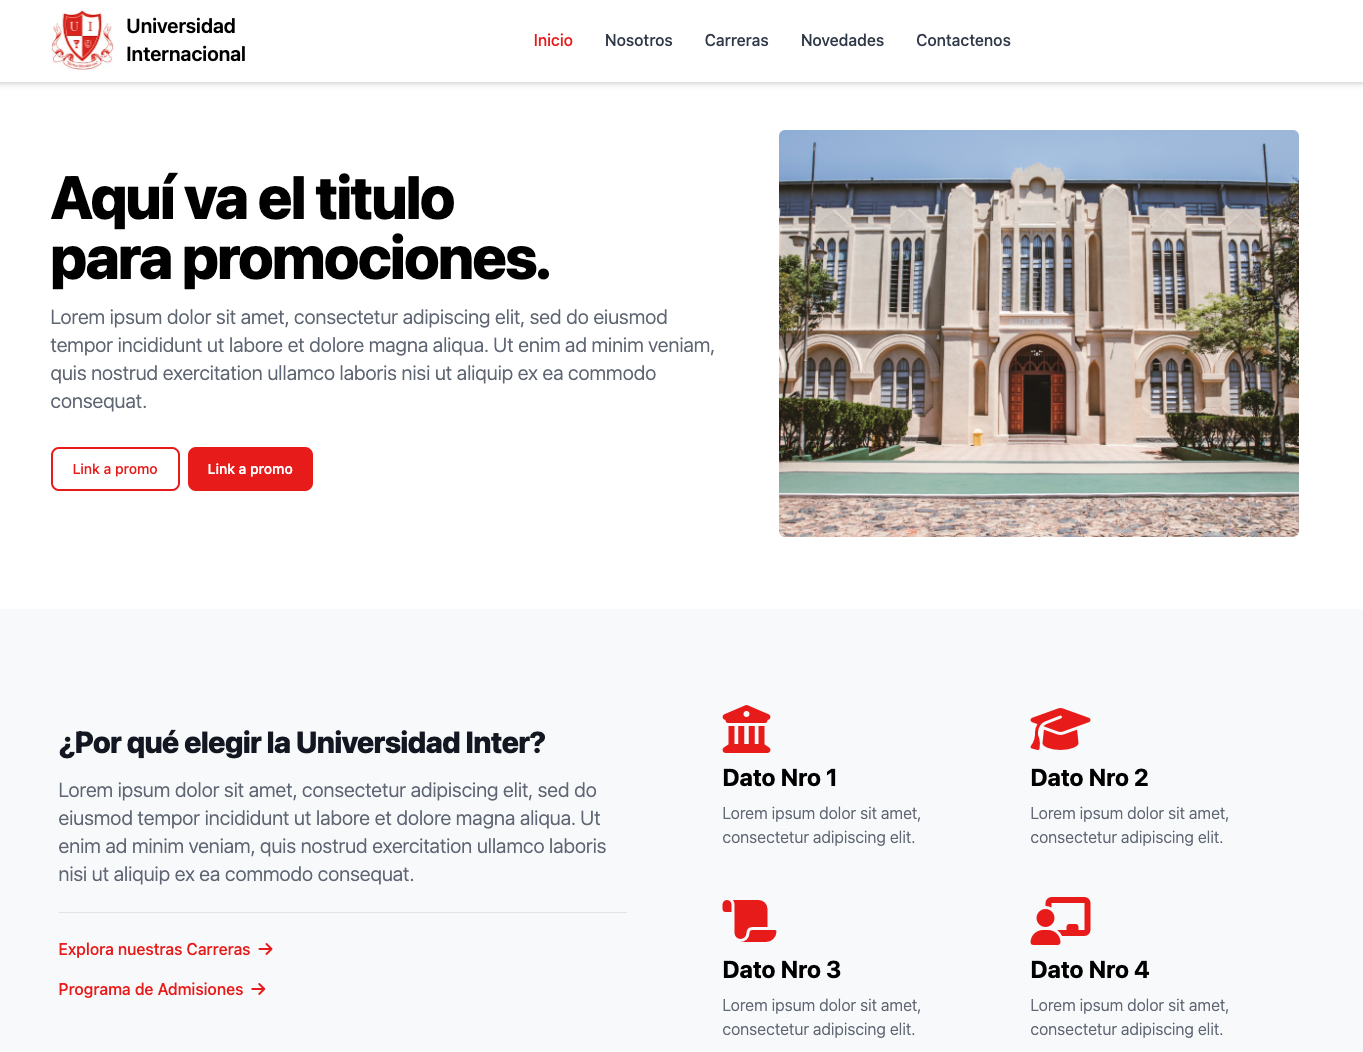 U I
Universidad
Internacional
Inicio
Nosotros
Carreras
Novedades
Contactenos
Aquí va el titulo
para promociones.
Lorem ipsum dolor sit amet, consectetur adipiscing elit, sed do eiusmod
tempor incididunt ut labore et dolore magna aliqua. Ut enim ad minim veniam,
quis nostrud exercitation ullamco laboris nisi ut aliquip ex ea commodo
consequat.
Link a promo
Link a promo
¿Por qué elegir la Universidad Inter?
Lorem ipsum dolor sit amet, consectetur adipiscing elit, sed do
eiusmod tempor incididunt ut labore et dolore magna aliqua. Ut
enim ad minim veniam, quis nostrud exercitation ullamco laboris
nisi ut aliquip ex ea commodo consequat.
Explora nuestras Carreras →
Programa de Admisiones →
Dato Nro 1
Lorem ipsum dolor sit amet,
consectetur adipiscing elit.
Dato Nro 2
Lorem ipsum dolor sit amet,
consectetur adipiscing elit.
Dato Nro 3
Lorem ipsum dolor sit amet,
consectetur adipiscing elit.
Dato Nro 4
Lorem ipsum dolor sit amet,
consectetur adipiscing elit.